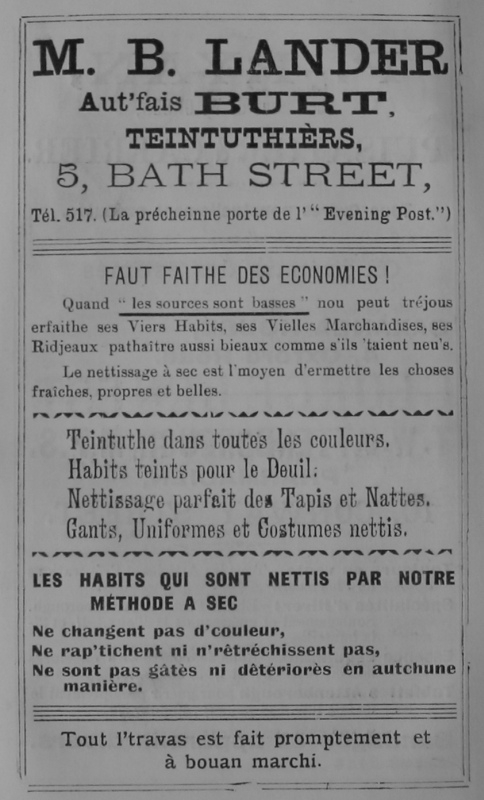 M. B. LANDER
Aut'fais BURT,
TEINTUTHIÈRS,
5, BATH STREET,
Tél. 517. (La précheinne porte de l' "Evening Post.")
FAUT FAITHE DES ECONOMIES!
Quand "les sources sont basses" nou peut tréjous
erfaithe ses Viers Habits, ses Vielles Marchandises, ses
Ridjeaux pathaître aussi bieaux comme s'ils 'taient neu's.
Le nettissage à sec est l'moyen d'ermettre les choses
fraîches, propres et belles.
Teintuthe dans toutes les couleurs.
Habits teints pour le Deuil.
Nettissage parfait des Tapis et Nattes.
Gants, Uniformes et Costumes nettis.
LES HABITS QUI SONT NETTIS PAR NOTRE
MÉTHODE A SEC
Ne changent pas d'couleur,
Ne rap'tichent ni n'rêtréchissent pas,
Ne sont pas gâtès ni dêtériorès en autchune
manière.
Tout l'travas est fait promptement et
à bouan marchi.